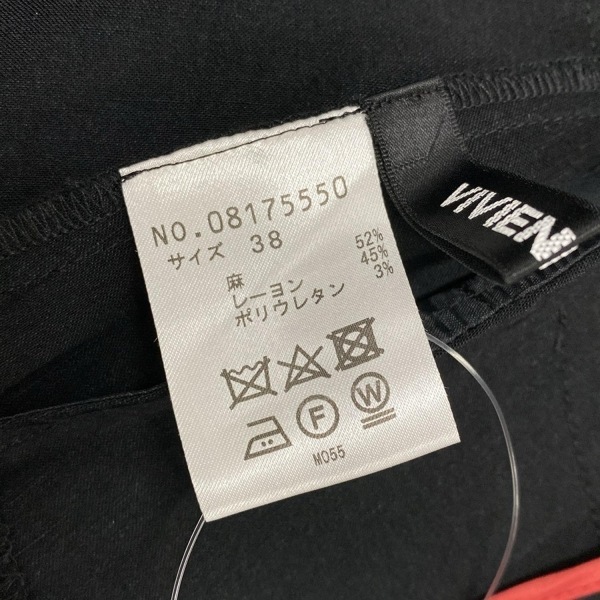 NO.08175550
サイズ 38
麻 52%
レーヨン 45%
ポリウレタン 3%
F
W
M055
VIVIEN